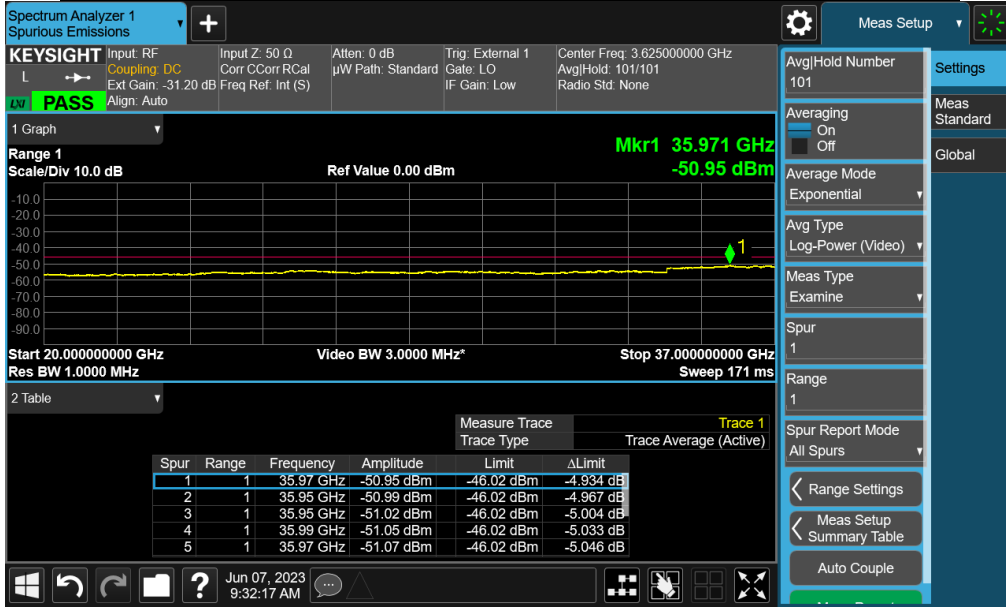 Spectrum Analyzer 1
Spurious Emissions
Meas Setup
KEYSIGHT
L
LXI
PASS
Input: RF
Coupling: DC
Ext Gain: -31.20 dB
Align: Auto
Input Z: 50 Ω
Corr CCorr RCal
Freq Ref: Int (S)
Atten: 0 dB
µW Path: Standard
Trig: External 1
Gate: LO
IF Gain: Low
Center Freq: 3.625000000 GHz
Avg|Hold: 101/101
Radio Std: None
1 Graph
Range 1
Scale/Div 10.0 dB
Ref Value 0.00 dBm
Mkr1 35.971 GHz
-50.95 dBm
-10.0
-20.0
-30.0
-40.0
-50.0
-60.0
-70.0
-80.0
-90.0
1
Start 20.000000000 GHz
Video BW 3.0000 MHz*
Stop 37.000000000 GHz
Res BW 1.0000 MHz
Sweep 171 ms
2 Table
Measure Trace Trace 1
Trace Type Trace Average (Active)
Spur Range Frequency Amplitude Limit ΔLimit
1 1 35.97 GHz -50.95 dBm -46.02 dBm -4.934 dB
2 1 35.95 GHz -50.99 dBm -46.02 dBm -4.967 dB
3 1 35.95 GHz -51.02 dBm -46.02 dBm -5.004 dB
4 1 35.99 GHz -51.05 dBm -46.02 dBm -5.033 dB
5 1 35.97 GHz -51.07 dBm -46.02 dBm -5.046 dB
Jun 07, 2023
9:32:17 AM
Avg|Hold Number
101
Averaging
On
Off
Average Mode
Exponential
Avg Type
Log-Power (Video)
Meas Type
Examine
Spur
1
Range
1
Spur Report Mode
All Spurs
Range Settings
Meas Setup
Summary Table
Auto Couple
Settings
Meas
Standard
Global